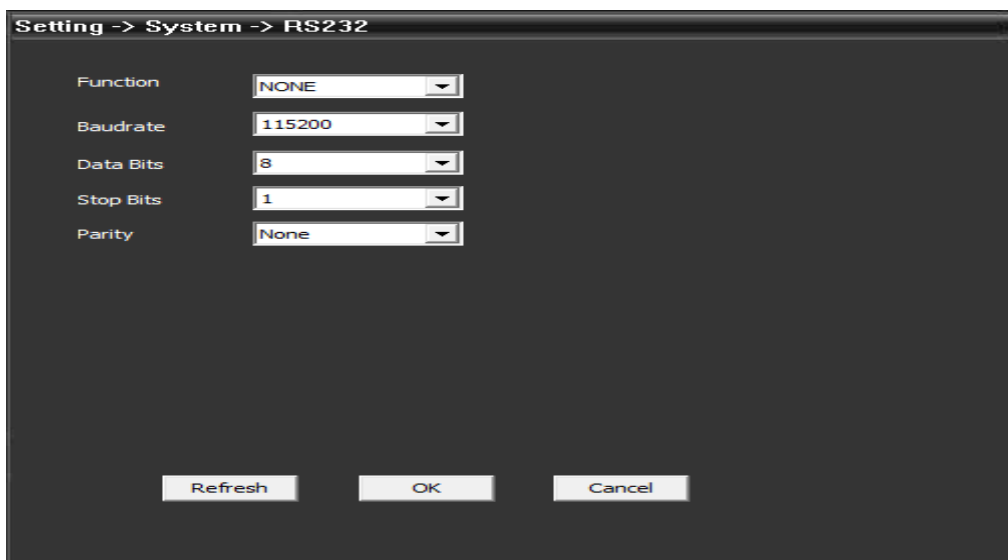 Setting -> System -> RS232
Function NONE
Baudrate 115200
Data Bits 8
Stop Bits 1
Parity None
Refresh OK Cancel